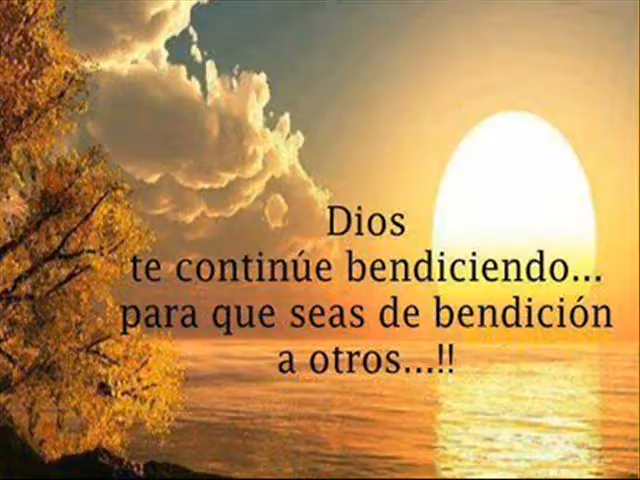 Dios
te continúe bendiciendo...
para que seas de bendición
a otros...!!